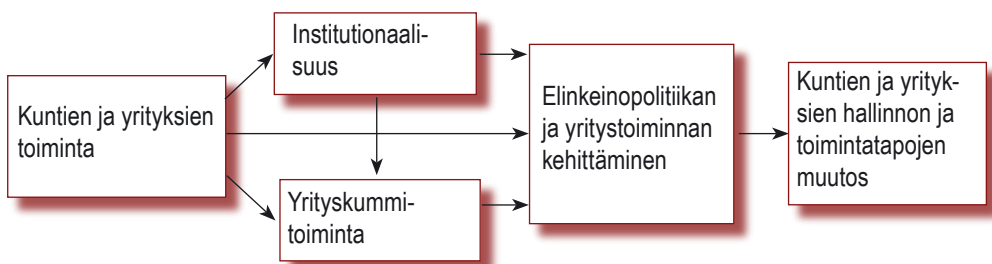 Kuntien ja yrityksien
toiminta
Institutionaali-
suus
Yrityskummi-
toiminta
Elinkeinopolitiikan
ja yritystoiminnan
kehittäminen
Kuntien ja yrityk-
sien hallinnon ja
toimintatapojen
muutos